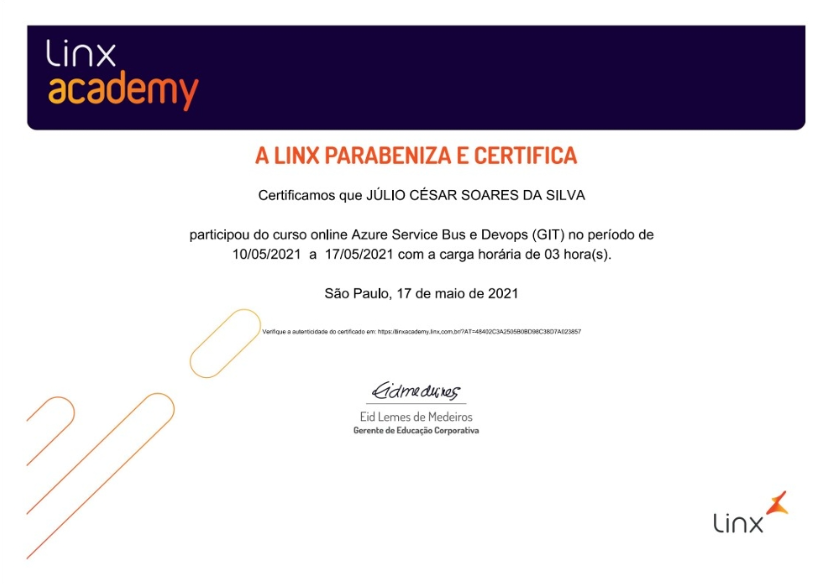 Linx
academy
A LINX PARABENIZA E CERTIFICA
Certificamos que JÚLIO CÉSAR SOARES DA SILVA
participou do curso online Azure Service Bus e Devops (GIT) no período de
10/05/2021 a 17/05/2021 com a carga horária de 03 hora(s).
São Paulo, 17 de maio de 2021
Verifique a autenticidade do certificado em: https://linxacademy.linx.com.br/?AT=
Eid Lemes de Medeiros
Gerente de Educação Corporativa
Linx